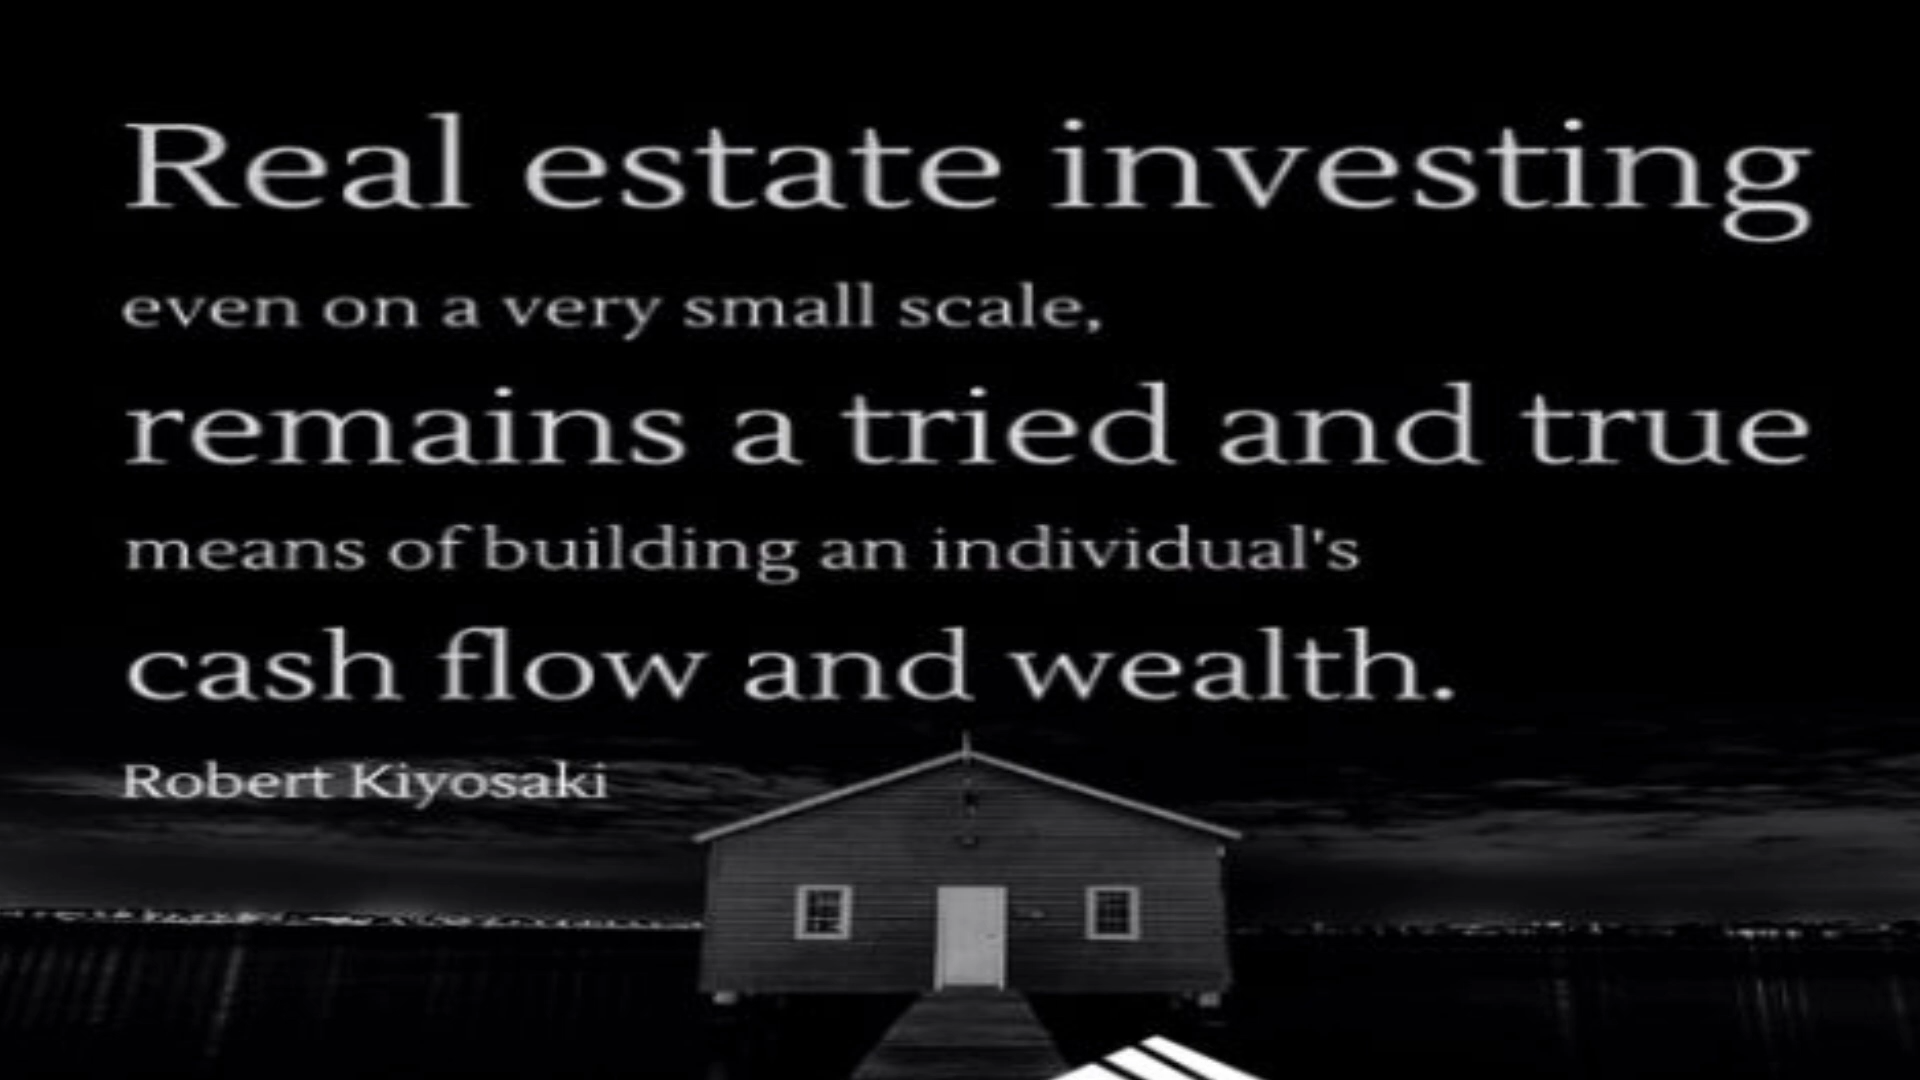 Real estate investing
even on a very small scale,
remains a tried and true
means of building an individual's
cash flow and wealth.
Robert Kiyosaki